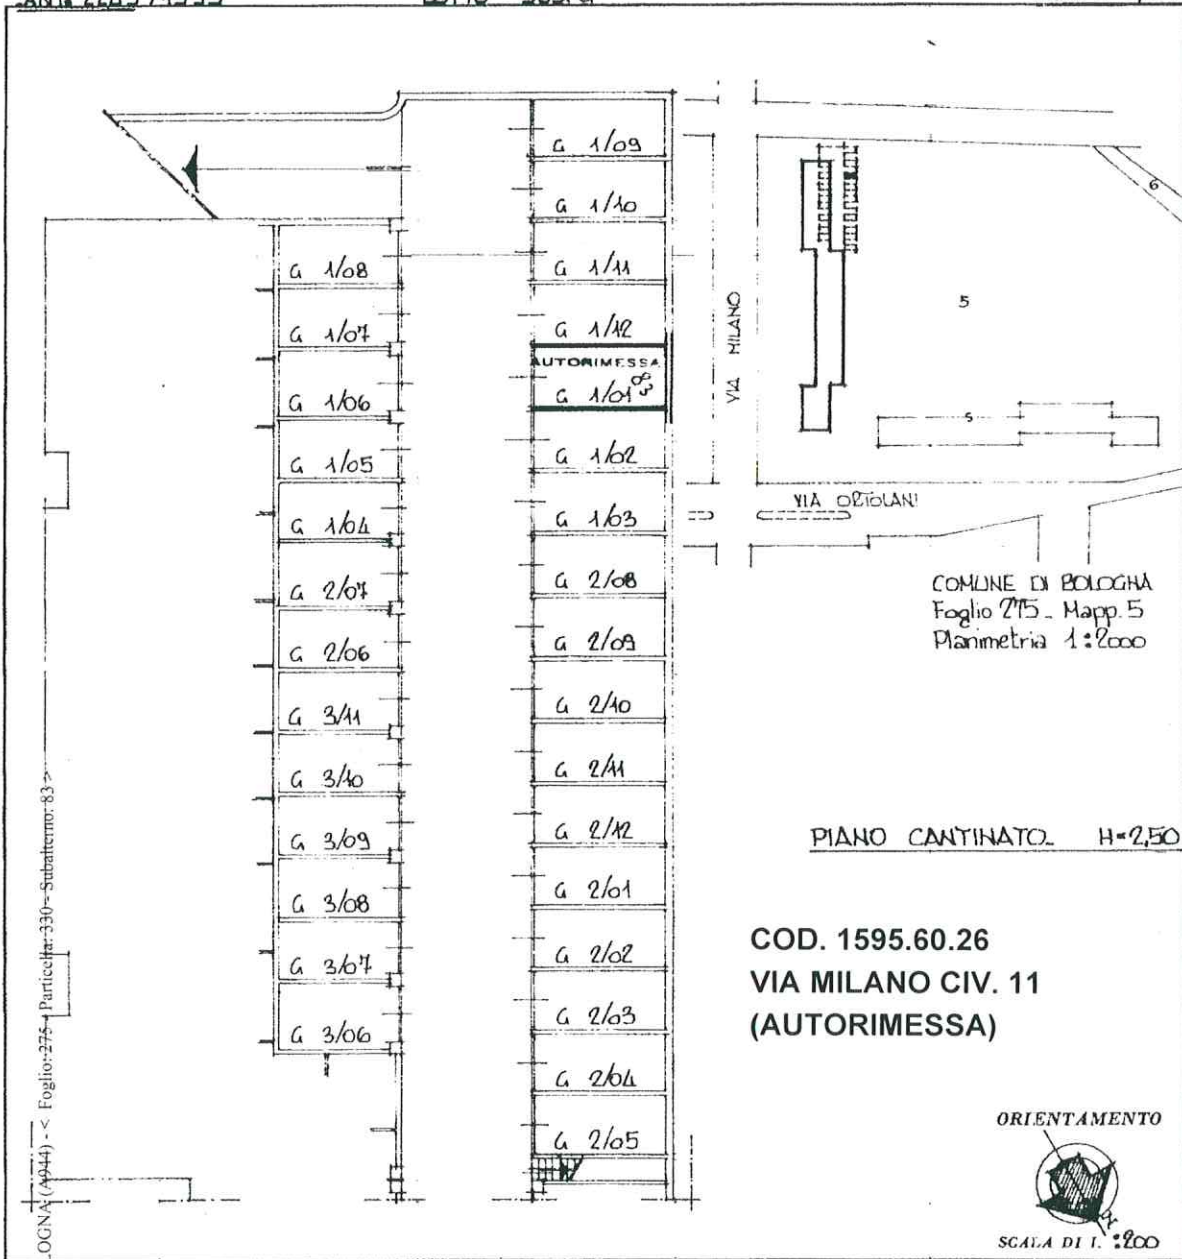 G 1/09
G 1/10
G 1/11
G 1/12
AUTORIMESSA
G 1/01
83
G 1/02
G 1/03
G 2/08
G 2/09
G 2/10
G 2/11
G 2/12
G 2/01
G 2/02
G 2/03
G 2/04
G 2/05
G 1/08
G 1/07
G 1/06
G 1/05
G 1/04
G 2/07
G 2/06
G 3/11
G 3/10
G 3/09
G 3/08
G 3/07
G 3/06
VIA MILANO
5
6
5
VIA ORTOLANI
COMUNE DI BOLOGNA
Foglio 275 - Mapp. 5
Planimetria 1:2000
PIANO CANTINATO - H=2,50
COD. 1595.60.26
VIA MILANO CIV. 11
(AUTORIMESSA)
ORIENTAMENTO
N
SCALA DI 1:200
OGNA (A944) - < Foglio: 275 - Particella: 330 - Subalterno: 83 >